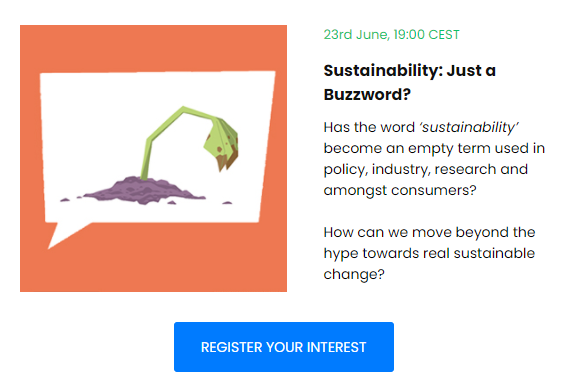 23rd June, 19:00 CEST
Sustainability: Just a
Buzzword?
Has the word ‘sustainability’
become an empty term used in
policy, industry, research and
amongst consumers?
How can we move beyond the
hype towards real sustainable
change?
REGISTER YOUR INTEREST